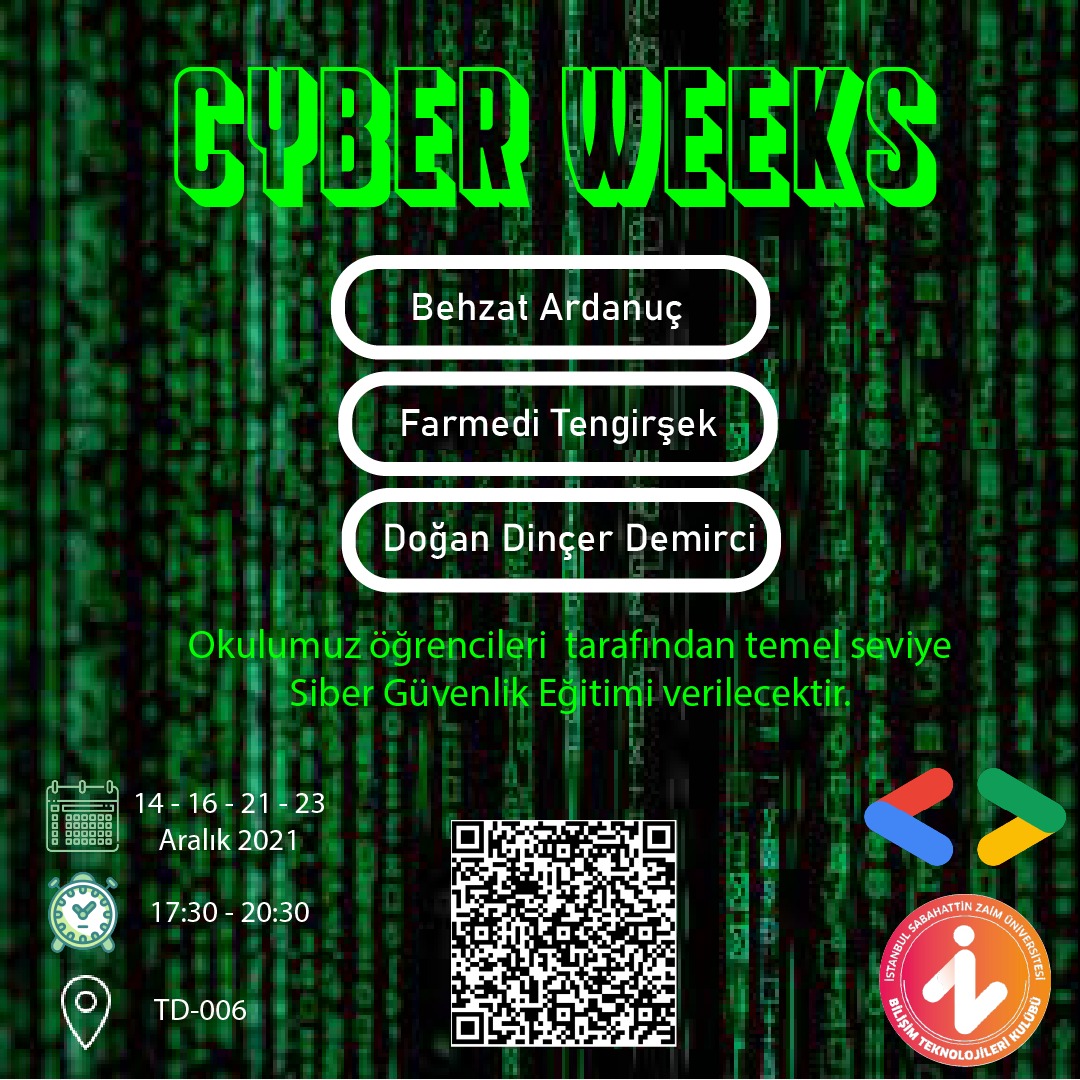 CYBER WEEKS
Behzat Ardanuç
Farmedi Tengirşek
Doğan Dinçer Demirci
Okulumuz öğrencileri tarafından temel seviye
Siber Güvenlik Eğitimi verilecektir.
14 - 16 - 21 - 23
Aralık 2021
17:30 - 20:30
TD-006
İSTANBUL SABAHATTİN ZAİM ÜNİVERSİTESİ
BİLİŞİM TEKNOLOJİLERİ KULÜBÜ